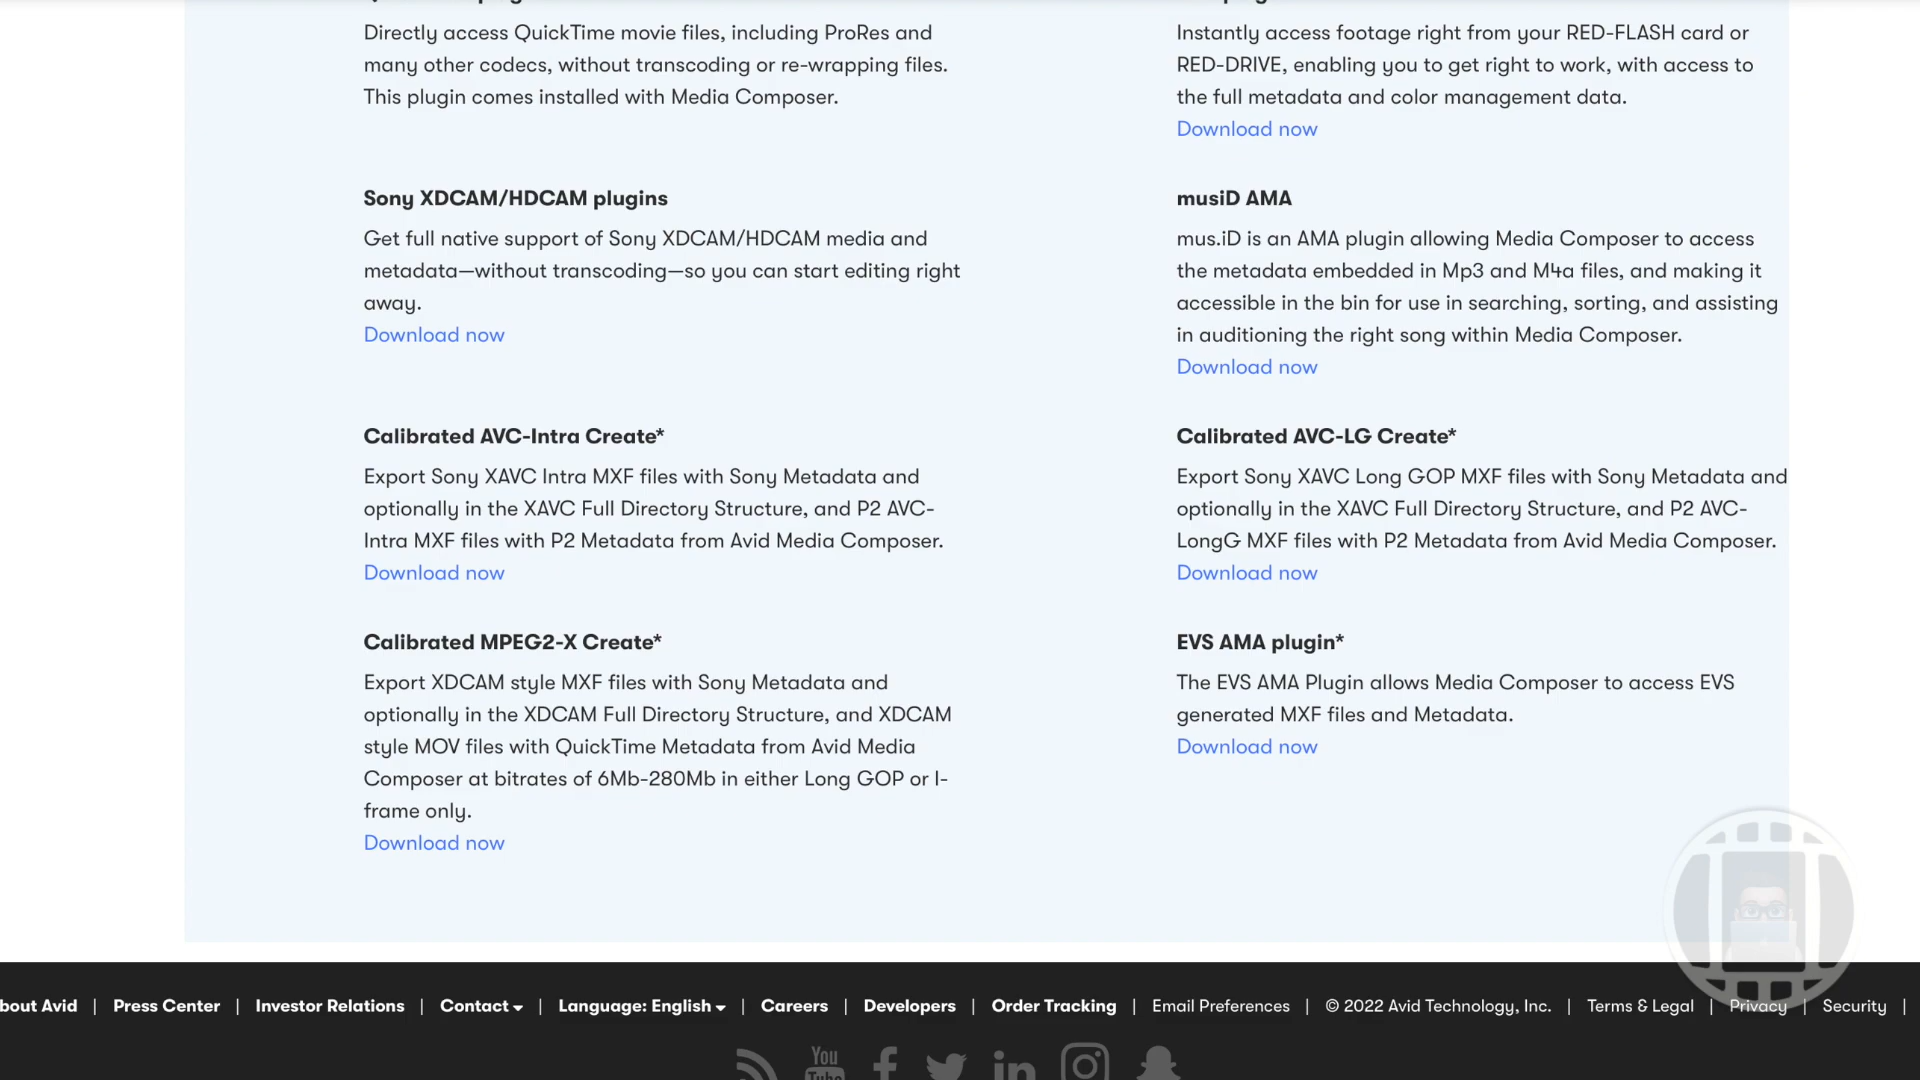 Directly access QuickTime movie files, including ProRes and
many other codecs, without transcoding or re-wrapping files.
This plugin comes installed with Media Composer.
Instantly access footage right from your RED-FLASH card or
RED-DRIVE, enabling you to get right to work, with access to
the full metadata and color management data.
Download now
Sony XDCAM/HDCAM plugins
Get full native support of Sony XDCAM/HDCAM media and
metadata—without transcoding—so you can start editing right
away.
Download now
musiD AMA
mus.iD is an AMA plugin allowing Media Composer to access
the metadata embedded in Mp3 and M4a files, and making it
accessible in the bin for use in searching, sorting, and assisting
in auditioning the right song within Media Composer.
Download now
Calibrated AVC-Intra Create*
Export Sony XAVC Intra MXF files with Sony Metadata and
optionally in the XAVC Full Directory Structure, and P2 AVC-
Intra MXF files with P2 Metadata from Avid Media Composer.
Download now
Calibrated AVC-LG Create*
Export Sony XAVC Long GOP MXF files with Sony Metadata and
optionally in the XAVC Full Directory Structure, and P2 AVC-
LongG MXF files with P2 Metadata from Avid Media Composer.
Download now
Calibrated MPEG2-X Create*
Export XDCAM style MXF files with Sony Metadata and
optionally in the XDCAM Full Directory Structure, and XDCAM
style MOV files with QuickTime Metadata from Avid Media
Composer at bitrates of 6Mb-280Mb in either Long GOP or I-
frame only.
Download now
EVS AMA plugin*
The EVS AMA Plugin allows Media Composer to access EVS
generated MXF files and Metadata.
Download now
bout Avid | Press Center | Investor Relations | Contact | Language: English | Careers | Developers | Order Tracking | Email Preferences | © 2022 Avid Technology, Inc. | Terms & Legal | Privacy | Security |
You
Tube